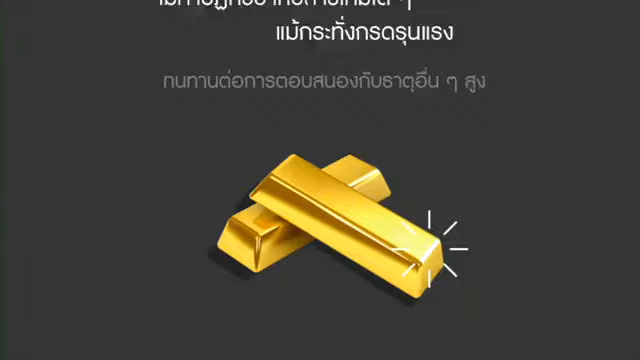 แม้กระทั่งกรดรุนแรง
ทนทานต่อการตอบสนองกับธาตุอื่น ๆ สูง